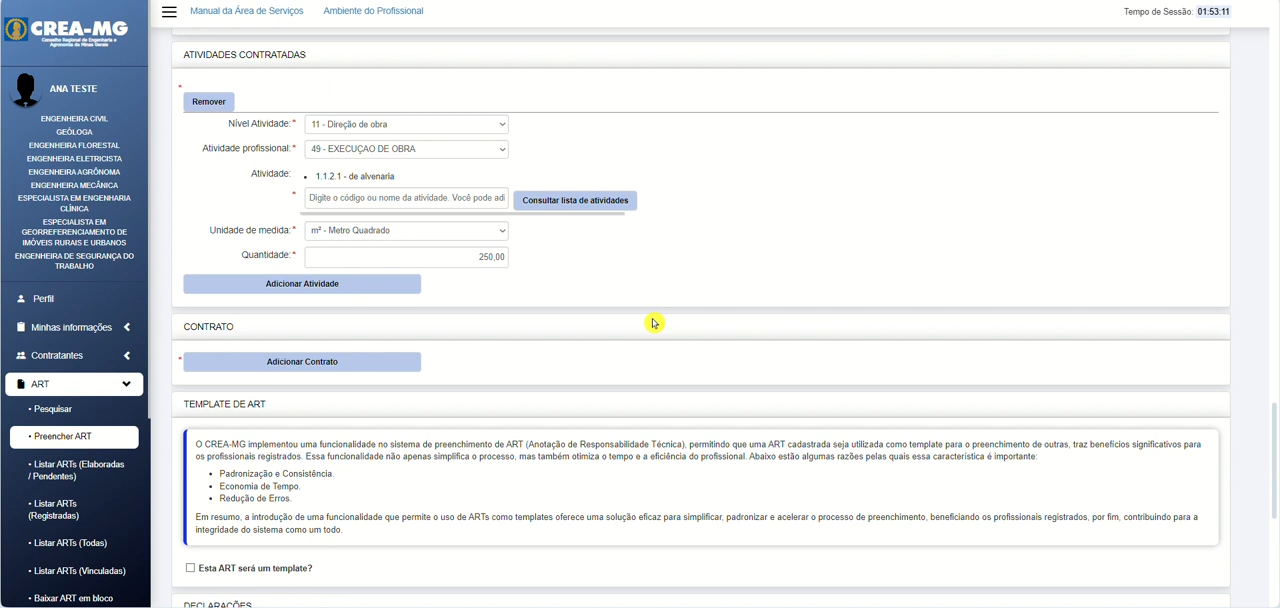 Manual da Área de Serviços
Ambiente do Profissional
Tempo de Sessão: 01:53:11
CREA-MG
Conselho Regional de Engenharia e
Agronomia de Minas Gerais
ANA TESTE
ENGENHEIRA CIVIL
GEÓLOGA
ENGENHEIRA FLORESTAL
ENGENHEIRA ELETRICISTA
ENGENHEIRA AGRÔNOMA
ENGENHEIRA MECÂNICA
ESPECIALISTA EM ENGENHARIA
CLÍNICA
ESPECIALISTA EM
GEORREFERENCIAMENTO DE
IMÓVEIS RURAIS E URBANOS
ENGENHEIRA DE SEGURANÇA DO
TRABALHO
Perfil
Minhas informações
Contratantes
ART
• Pesquisar
• Preencher ART
• Listar ARTs (Elaboradas
/ Pendentes)
• Listar ARTs
(Registradas)
• Listar ARTs (Todas)
• Listar ARTs (Vinculadas)
• Baixar ART em bloco
ATIVIDADES CONTRATADAS
*
Remover
Nível Atividade:* 11 - Direção de obra
Atividade profissional:* 49 - EXECUÇAO DE OBRA
Atividade: • 1.1.2.1 - de alvenaria
* Digite o código ou nome da atividade. Você pode adi Consultar lista de atividades
Unidade de medida:* m² - Metro Quadrado
Quantidade:* 250,00
Adicionar Atividade
CONTRATO
* Adicionar Contrato
TEMPLATE DE ART
O CREA-MG implementou uma funcionalidade no sistema de preenchimento de ART (Anotação de Responsabilidade Técnica), permitindo que uma ART cadastrada seja utilizada como template para o preenchimento de outras, traz benefícios significativos para
os profissionais registrados. Essa funcionalidade não apenas simplifica o processo, mas também otimiza o tempo e a eficiência do profissional. Abaixo estão algumas razões pelas quais essa característica é importante:
• Padronização e Consistência.
• Economia de Tempo.
• Redução de Erros.
Em resumo, a introdução de uma funcionalidade que permite o uso de ARTs como templates oferece uma solução eficaz para simplificar, padronizar e acelerar o processo de preenchimento, beneficiando os profissionais registrados, por fim, contribuindo para a
integridade do sistema como um todo.
Esta ART será um template?
DECLARAÇÕES